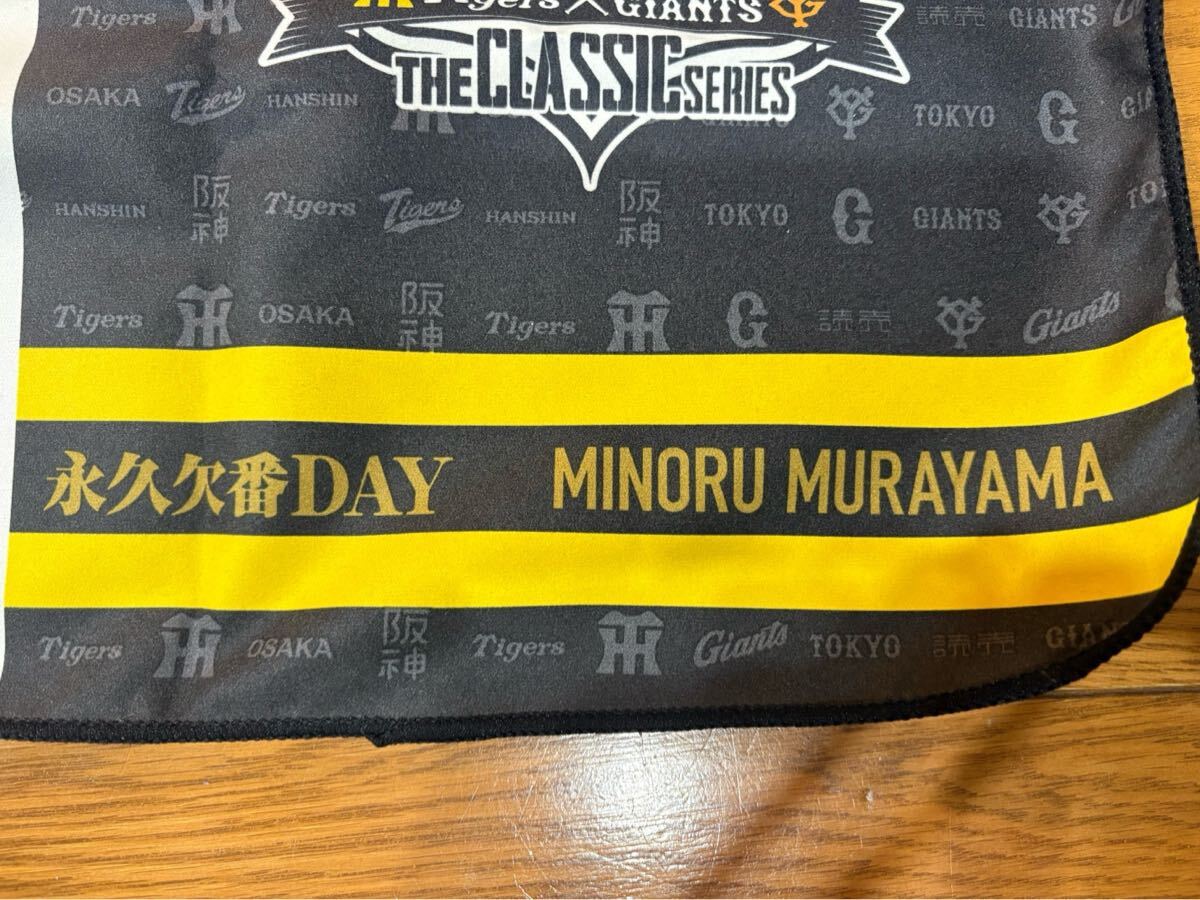 Tigers×GIANTS
THE CLASSIC SERIES
読売 GIANTS
OSAKA Tigers HANSHIN TOKYO G
HANSHIN 阪神 Tigers Tigers HANSHIN 阪神 TOKYO G GIANTS
Tigers OSAKA 阪神 Tigers G 読売 Giants
永久欠番DAY MINORU MURAYAMA
Tigers OSAKA 阪神 Tigers Giants TOKYO 読売